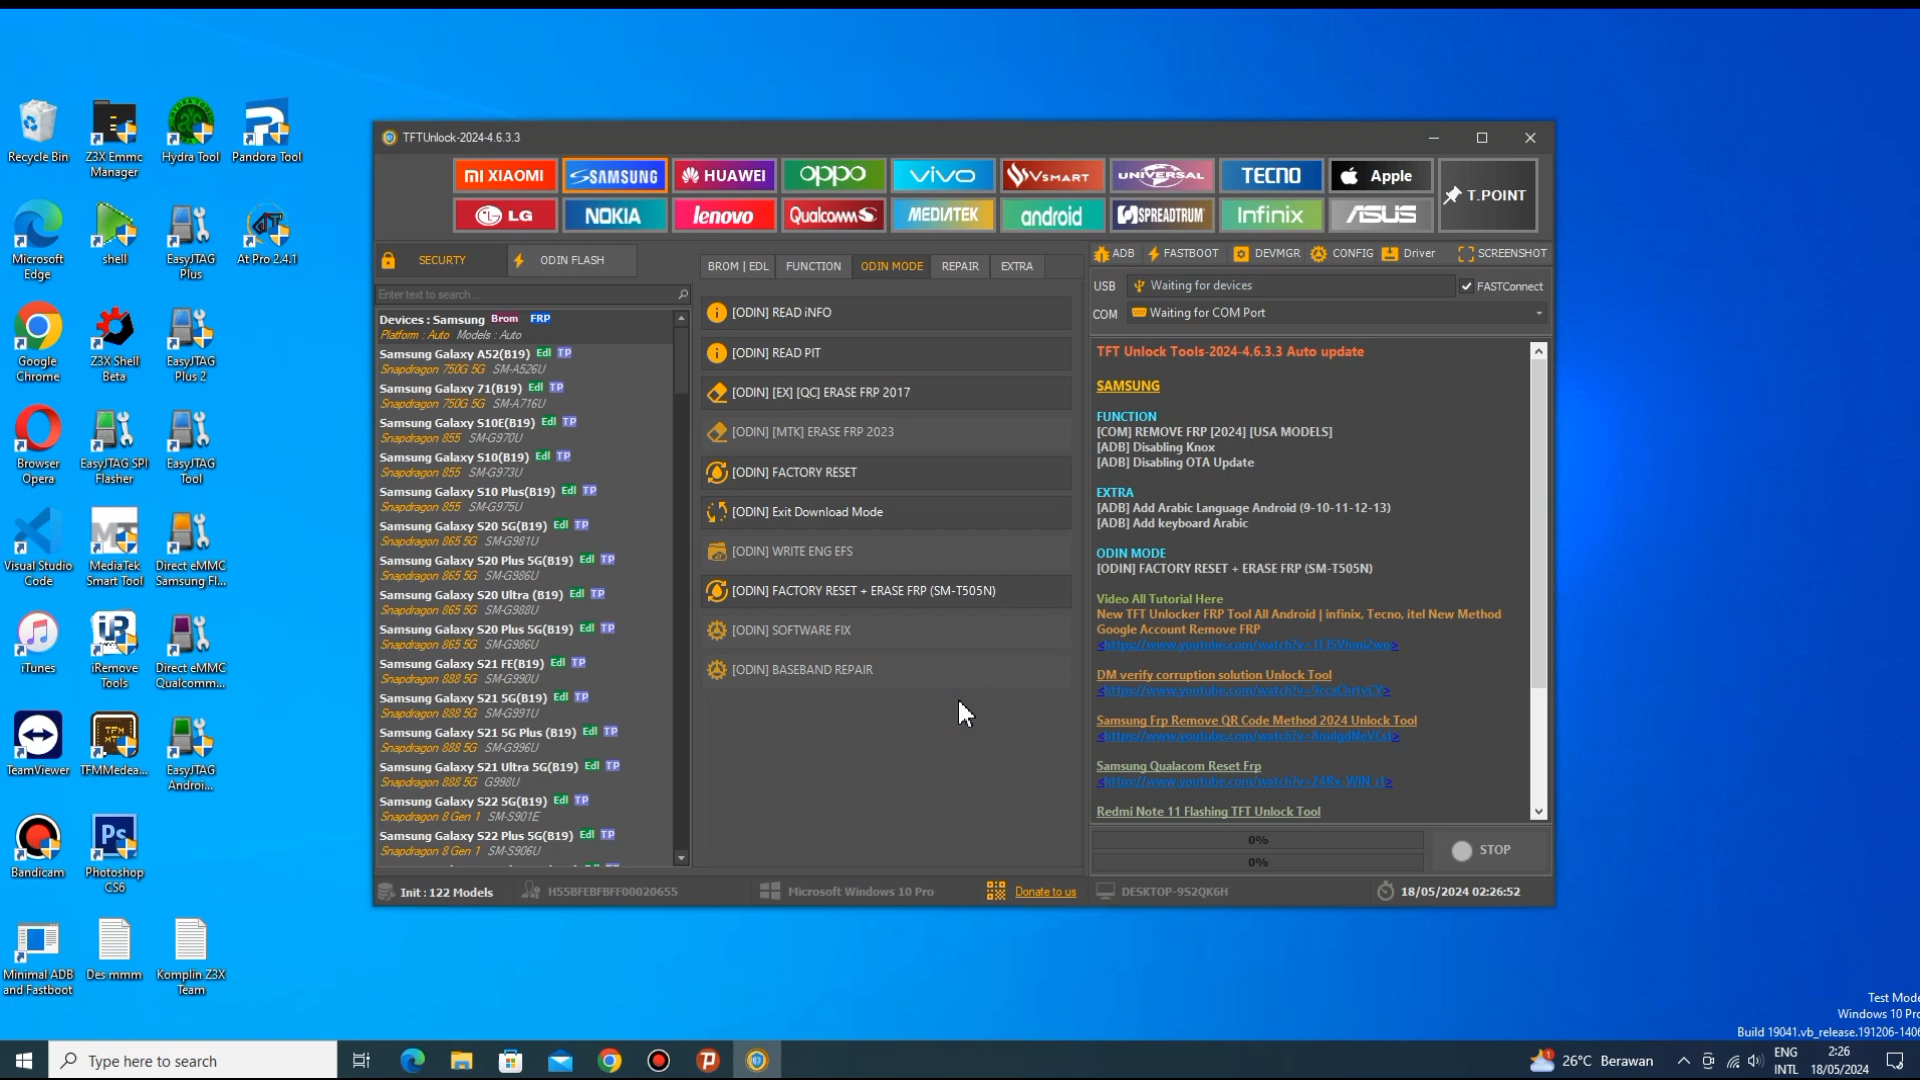 Recycle Bin
Z3X Emmc
Manager
Hydra Tool
Pandora Tool
Microsoft
Edge
shell
EasyJTAG
Plus
At Pro 2.4.1
Google
Chrome
Z3X Shell
Beta
EasyJTAG
Plus 2
Browser
Opera
EasyJTAG SPI
Flasher
EasyJTAG
Tool
Visual Studio
Code
MediaTek
Smart Tool
Direct eMMC
Samsung Fl...
iTunes
iRemove
Tools
Direct eMMC
Qualcomm...
TeamViewer
TFMMedea...
EasyJTAG
Androi...
Bandicam
Photoshop
CS6
Minimal ADB
and Fastboot
Des mmm
Komplin Z3X
Team
TFTUnlock-2024-4.6.3.3
XIAOMI
SAMSUNG
HUAWEI
oppo
vivo
VSMART
UNIVERSAL
TECNO
Apple
T.POINT
LG
NOKIA
lenovo
Qualcomm
MEDIATEK
android
SPREADTRUM
Infinix
ASUS
SECURTY
ODIN FLASH
Enter text to search...
Devices : Samsung Brom FRP
Platform : Auto Models : Auto
Samsung Galaxy A52(B19) Edl TP
Snapdragon 750G 5G SM-A526U
Samsung Galaxy 71(B19) Edl TP
Snapdragon 750G 5G SM-A716U
Samsung Galaxy S10E(B19) Edl TP
Snapdragon 855 SM-G970U
Samsung Galaxy S10(B19) Edl TP
Snapdragon 855 SM-G973U
Samsung Galaxy S10 Plus(B19) Edl TP
Snapdragon 855 SM-G975U
Samsung Galaxy S20 5G(B19) Edl TP
Snapdragon 865 5G SM-G981U
Samsung Galaxy S20 Plus 5G(B19) Edl TP
Snapdragon 865 5G SM-G986U
Samsung Galaxy S20 Ultra (B19) Edl TP
Snapdragon 865 5G SM-G988U
Samsung Galaxy S20 Plus 5G(B19) Edl TP
Snapdragon 865 5G SM-G986U
Samsung Galaxy S21 FE(B19) Edl TP
Snapdragon 888 5G SM-G990U
Samsung Galaxy S21 5G(B19) Edl TP
Snapdragon 888 5G SM-G991U
Samsung Galaxy S21 5G Plus (B19) Edl TP
Snapdragon 888 5G SM-G996U
Samsung Galaxy S21 Ultra 5G(B19) Edl TP
Snapdragon 888 5G G998U
Samsung Galaxy S22 5G(B19) Edl TP
Snapdragon 8 Gen 1 SM-S901E
Samsung Galaxy S22 Plus 5G(B19) Edl TP
Snapdragon 8 Gen 1 SM-S906U
BROM | EDL
FUNCTION
ODIN MODE
REPAIR
EXTRA
[ODIN] READ iNFO
[ODIN] READ PIT
[ODIN] [EX] [QC] ERASE FRP 2017
[ODIN] [MTK] ERASE FRP 2023
[ODIN] FACTORY RESET
[ODIN] Exit Download Mode
[ODIN] WRITE ENG EFS
[ODIN] FACTORY RESET + ERASE FRP (SM-T505N)
[ODIN] SOFTWARE FIX
[ODIN] BASEBAND REPAIR
ADB
FASTBOOT
DEVMGR
CONFIG
Driver
SCREENSHOT
USB Waiting for devices
FASTConnect
COM Waiting for COM Port
TFT Unlock Tools-2024-4.6.3.3 Auto update
SAMSUNG
FUNCTION
[COM] REMOVE FRP [2024] [USA MODELS]
[ADB] Disabling Knox
[ADB] Disabling OTA Update
EXTRA
[ADB] Add Arabic Language Android (9-10-11-12-13)
[ADB] Add keyboard Arabic
ODIN MODE
[ODIN] FACTORY RESET + ERASE FRP (SM-T505N)
Video All Tutorial Here
New TFT Unlocker FRP Tool All Android | infinix, Tecno, itel New Method
Google Account Remove FRP
DM verify corruption solution Unlock Tool
Samsung Frp Remove QR Code Method 2024 Unlock Tool
Samsung Qualacom Reset Frp
Redmi Note 11 Flashing TFT Unlock Tool
0%
0%
STOP
Init : 122 Models
H55BFEBFBFF00020655
Microsoft Windows 10 Pro
Donate to us
DESKTOP-9S2QK6H
18/05/2024 02:26:52
Test Mode
Windows 10 Pro
Build 19041.vb_release.191206-1406
Type here to search
26°C Berawan
ENG
INTL
2:26
18/05/2024